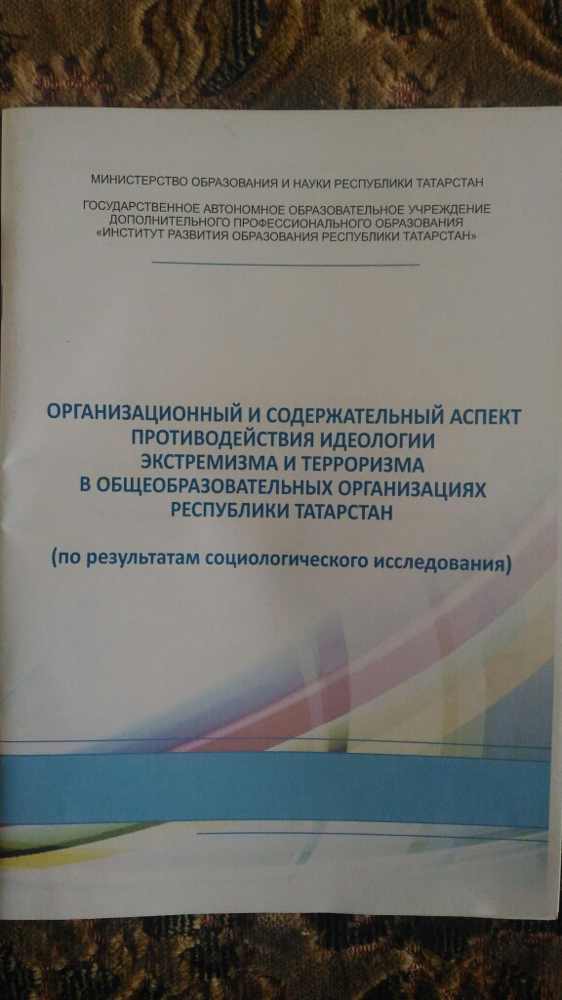 МИНИСТЕРСТВО ОБРАЗОВАНИЯ И НАУКИ РЕСПУБЛИКИ ТАТАРСТАН
ГОСУДАРСТВЕННОЕ АВТОНОМНОЕ ОБРАЗОВАТЕЛЬНОЕ УЧРЕЖДЕНИЕ
ДОПОЛНИТЕЛЬНОГО ПРОФЕССИОНАЛЬНОГО ОБРАЗОВАНИЯ
«ИНСТИТУТ РАЗВИТИЯ ОБРАЗОВАНИЯ РЕСПУБЛИКИ ТАТАРСТАН»
ОРГАНИЗАЦИОННЫЙ И СОДЕРЖАТЕЛЬНЫЙ АСПЕКТ
ПРОТИВОДЕЙСТВИЯ ИДЕОЛОГИИ
ЭКСТРЕМИЗМА И ТЕРРОРИЗМА
В ОБЩЕОБРАЗОВАТЕЛЬНЫХ ОРГАНИЗАЦИЯХ
РЕСПУБЛИКИ ТАТАРСТАН
(по результатам социологического исследования)